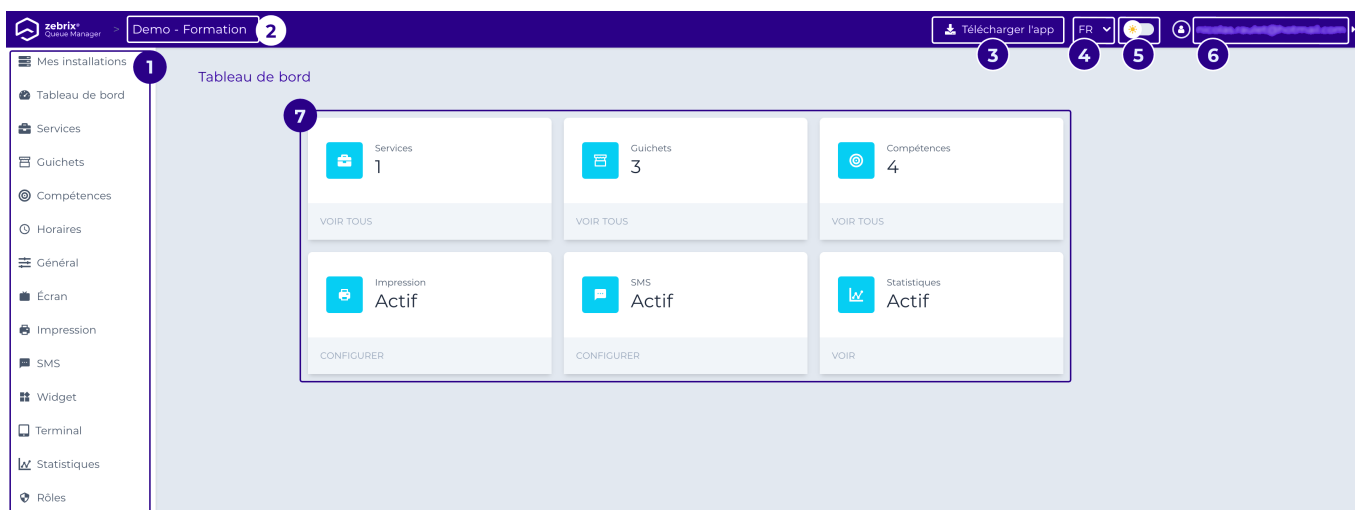 zebrix®
Queue Manager
>
Demo - Formation
2
Télécharger l'app
3
FR
4
5
6
1
Mes installations
Tableau de bord
Services
Guichets
Compétences
Horaires
Général
Écran
Impression
SMS
Widget
Terminal
Statistiques
Rôles
Tableau de bord
7
Services
1
VOIR TOUS
Guichets
3
VOIR TOUS
Compétences
4
VOIR TOUS
Impression
Actif
CONFIGURER
SMS
Actif
CONFIGURER
Statistiques
Actif
VOIR